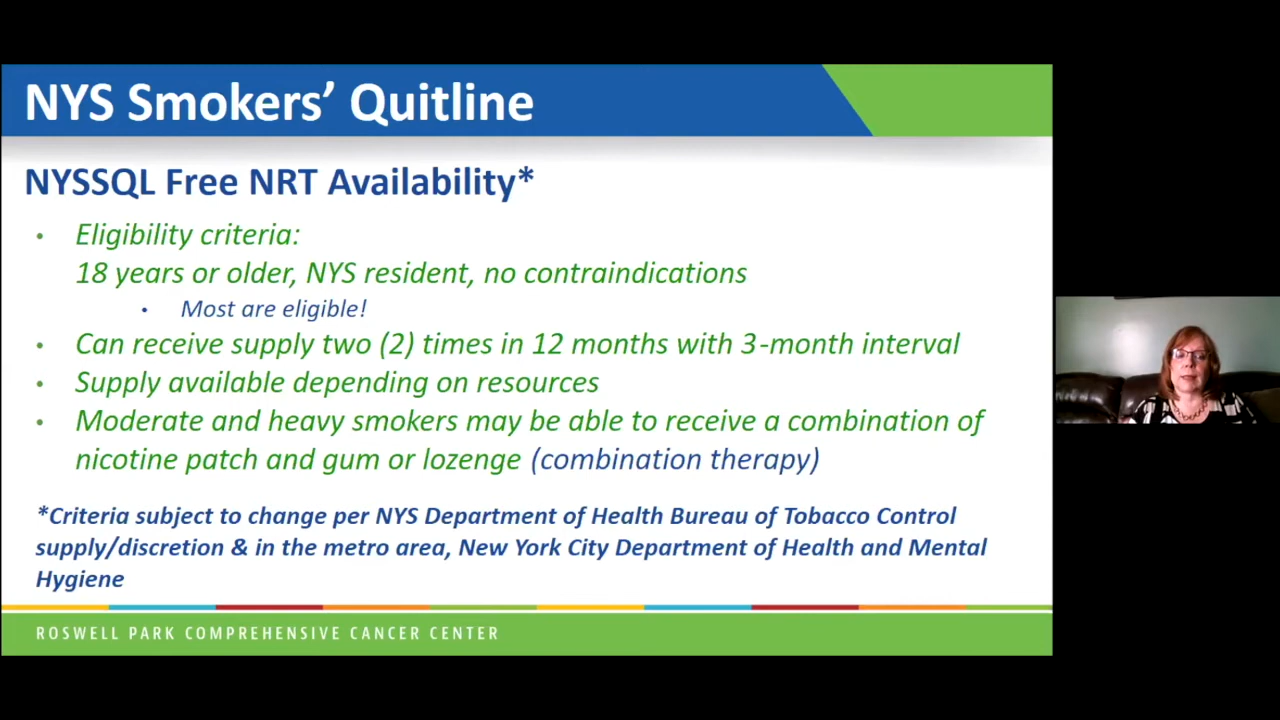 NYS Smokers’ Quitline
NYSSQL Free NRT Availability*
• Eligibility criteria:
18 years or older, NYS resident, no contraindications
• Most are eligible!
• Can receive supply two (2) times in 12 months with 3-month interval
• Supply available depending on resources
• Moderate and heavy smokers may be able to receive a combination of
nicotine patch and gum or lozenge (combination therapy)
*Criteria subject to change per NYS Department of Health Bureau of Tobacco Control
supply/discretion & in the metro area, New York City Department of Health and Mental
Hygiene
ROSWELL PARK COMPREHENSIVE CANCER CENTER